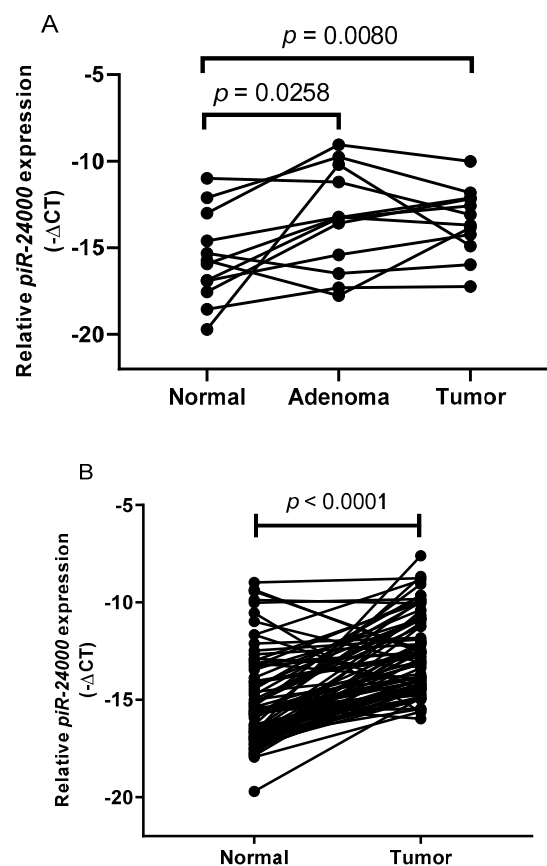 A
p = 0.0080
p = 0.0258
Relative piR-24000 expression
(-ΔCT)
-5
-10
-15
-20
Normal Adenoma Tumor
B
p < 0.0001
Relative piR-24000 expression
(-ΔCT)
-5
-10
-15
-20
Normal Tumor